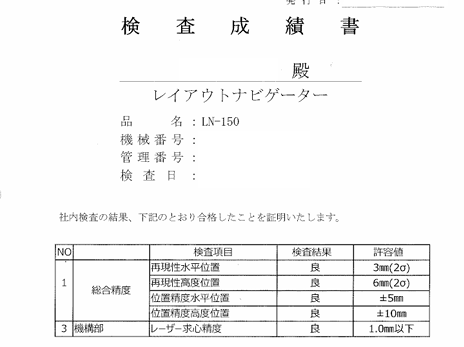 発行日:
検査成績書
殿
レイアウトナビゲーター
品名:LN-150
機械番号:
管理番号:
検査日:
社内検査の結果、下記のとおり合格したことを証明いたします。
NO 検査項目 検査結果 許容値
1 総合精度 再現性水平位置 良 3mm(2σ)
再現性高度位置 良 6mm(2σ)
位置精度水平位置 良 ±5mm
位置精度高度位置 良 ±10mm
3 機構部 レーザー求心精度 良 1.0mm以下